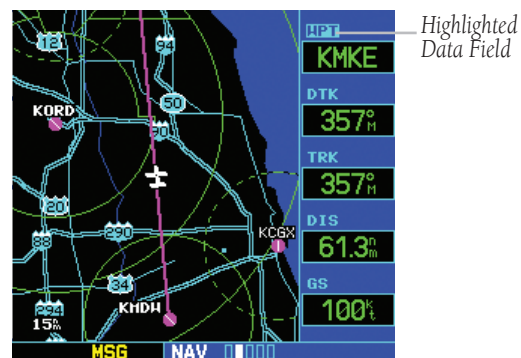 12
94
50
KORD
90
20
88
290
KCGX
34
294
15nm
KMDW
WPT
KMKE
DTK
357°M
TRK
357°M
DIS
61.3nm
GS
100kt
MSG NAV
Highlighted
Data Field